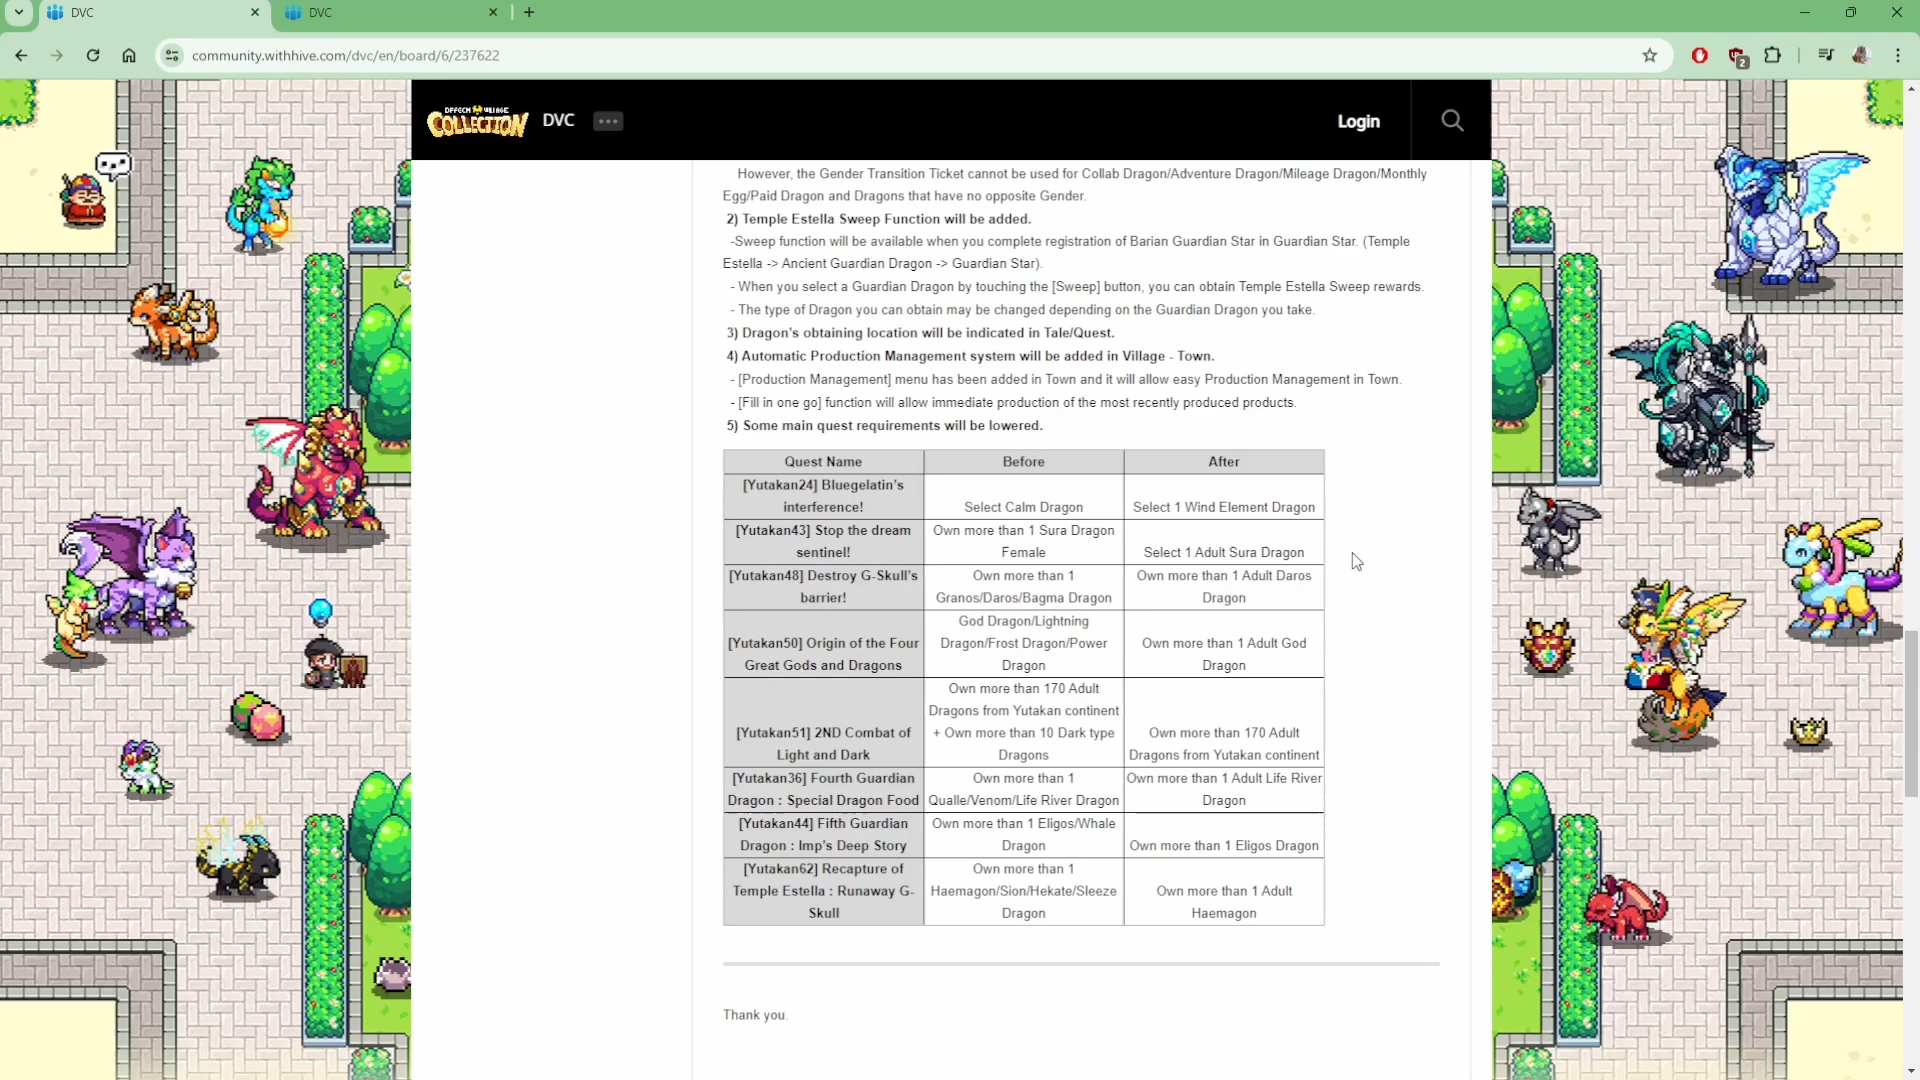 DVC
DVC
community.withhive.com/dvc/en/board/6/237622
2
COLLECTION
DVC
Login
However, the Gender Transition Ticket cannot be used for Collab Dragon/Adventure Dragon/Mileage Dragon/Monthly
Egg/Paid Dragon and Dragons that have no opposite Gender.
2) Temple Estella Sweep Function will be added.
-Sweep function will be available when you complete registration of Barian Guardian Star in Guardian Star. (Temple
Estella -> Ancient Guardian Dragon -> Guardian Star).
- When you select a Guardian Dragon by touching the [Sweep] button, you can obtain Temple Estella Sweep rewards.
- The type of Dragon you can obtain may be changed depending on the Guardian Dragon you take.
3) Dragon's obtaining location will be indicated in Tale/Quest.
4) Automatic Production Management system will be added in Village - Town.
- [Production Management] menu has been added in Town and it will allow easy Production Management in Town.
- [Fill in one go] function will allow immediate production of the most recently produced products.
5) Some main quest requirements will be lowered.
Quest Name
Before
After
[Yutakan24] Bluegelatin's
interference!
Select Calm Dragon
Select 1 Wind Element Dragon
[Yutakan43] Stop the dream
sentinel!
Own more than 1 Sura Dragon
Female
Select 1 Adult Sura Dragon
[Yutakan48] Destroy G-Skull's
barrier!
Own more than 1
Granos/Daros/Bagma Dragon
Own more than 1 Adult Daros
Dragon
[Yutakan50] Origin of the Four
Great Gods and Dragons
God Dragon/Lightning
Dragon/Frost Dragon/Power
Dragon
Own more than 1 Adult God
Dragon
[Yutakan51] 2ND Combat of
Light and Dark
Own more than 170 Adult
Dragons from Yutakan continent
+ Own more than 10 Dark type
Dragons
Own more than 170 Adult
Dragons from Yutakan continent
[Yutakan36] Fourth Guardian
Dragon : Special Dragon Food
Own more than 1
Qualle/Venom/Life River Dragon
Own more than 1 Adult Life River
Dragon
[Yutakan44] Fifth Guardian
Dragon : Imp's Deep Story
Own more than 1 Eligos/Whale
Dragon
Own more than 1 Eligos Dragon
[Yutakan62] Recapture of
Temple Estella : Runaway G-
Skull
Own more than 1
Haemagon/Sion/Hekate/Sleeze
Dragon
Own more than 1 Adult
Haemagon
Thank you.